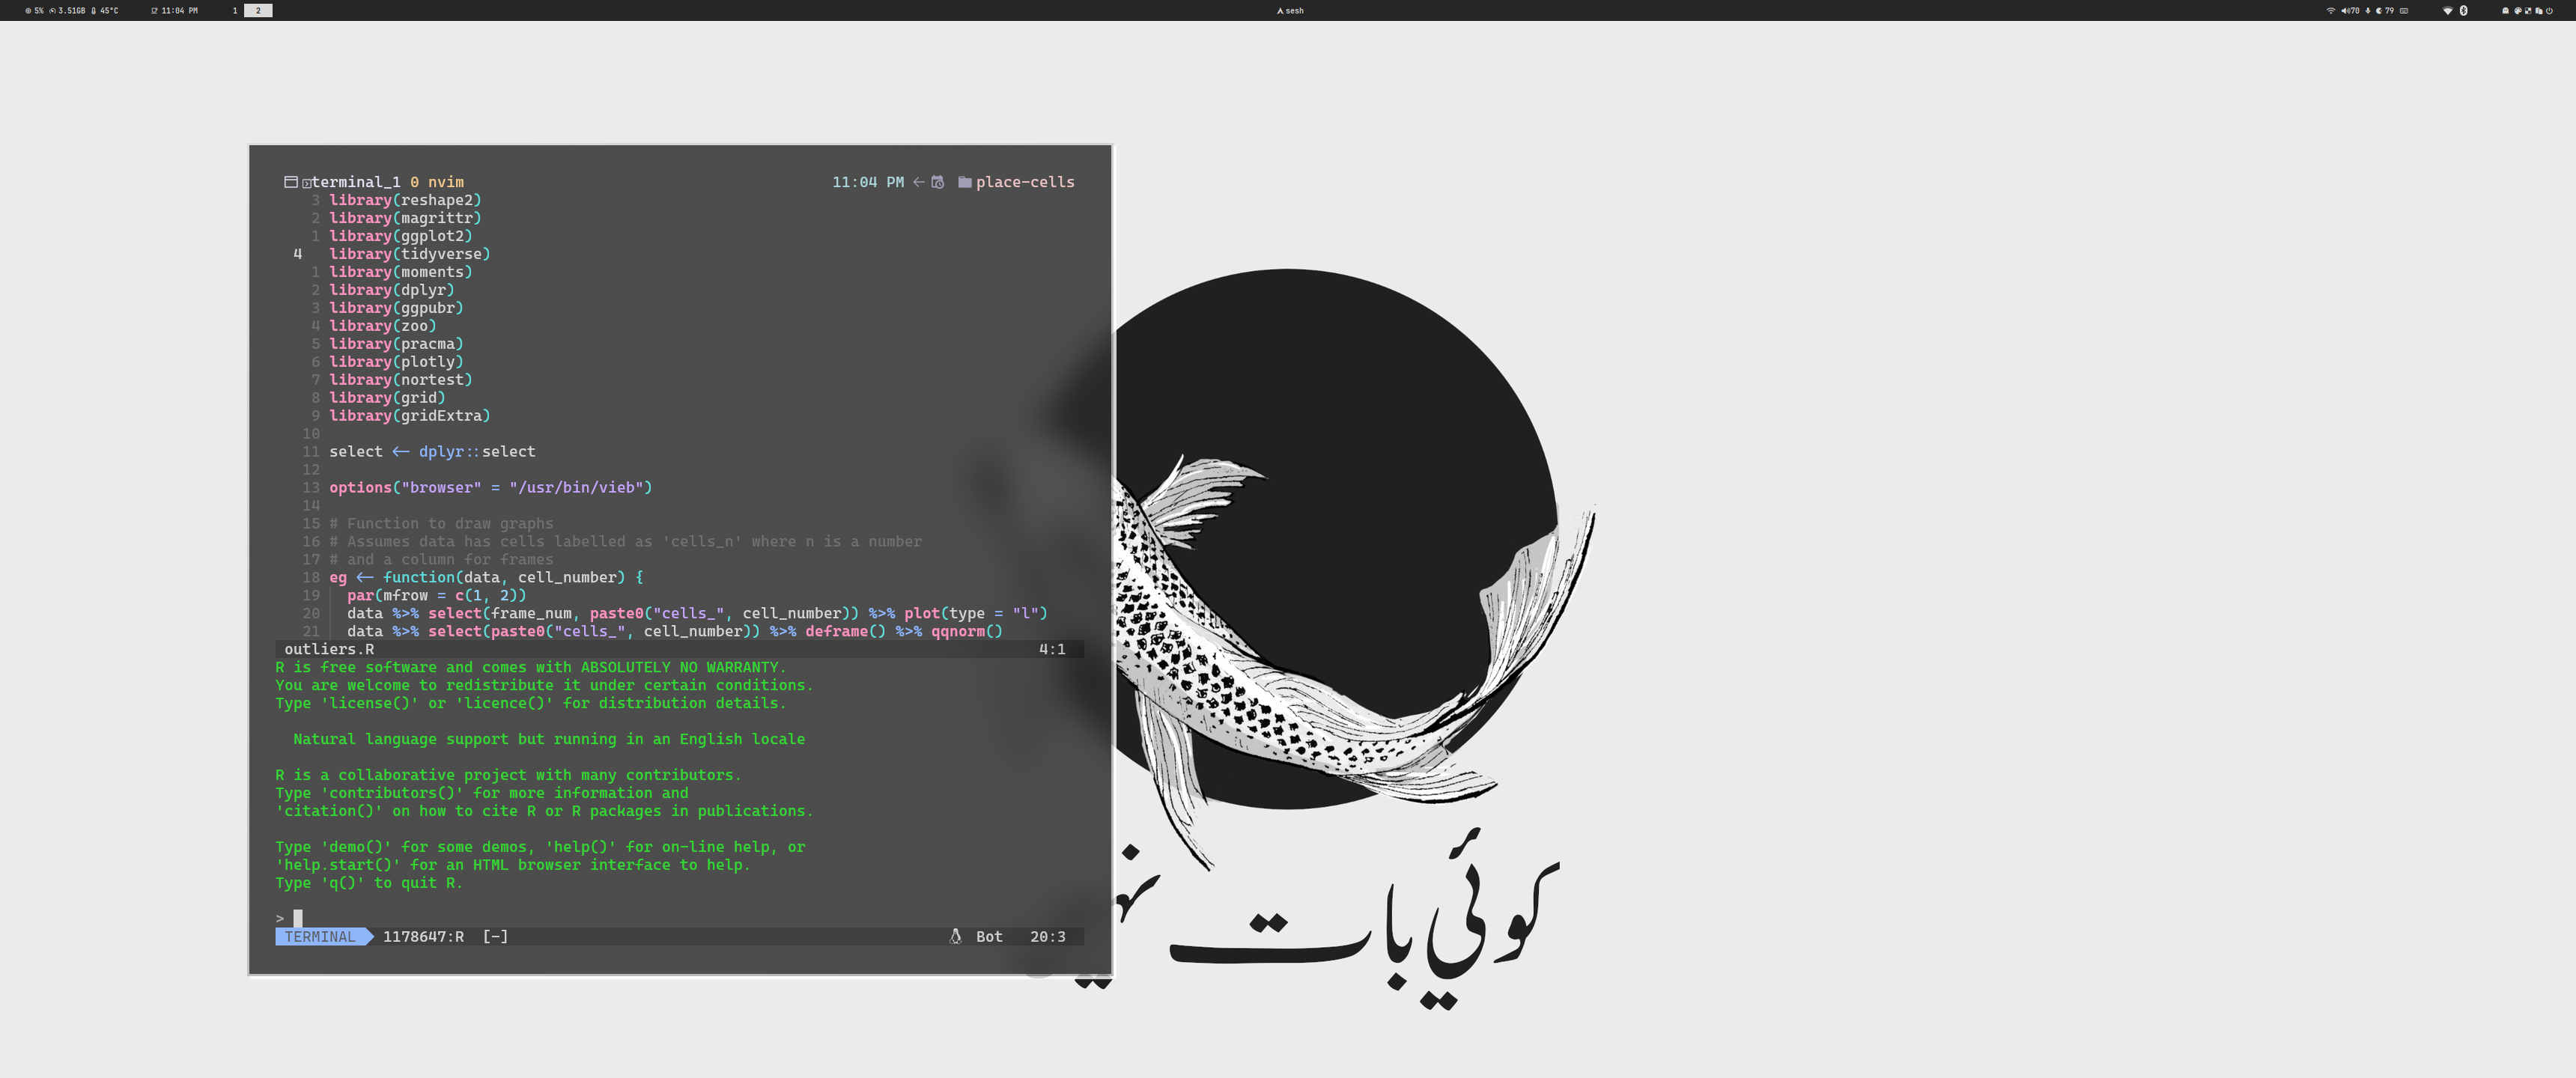 5% 3.51GB 45°C 11:04 PM 1 2 sesh 70 79
terminal_1 0 nvim 11:04 PM ← place-cells
3 library(reshape2)
2 library(magrittr)
1 library(ggplot2)
4 library(tidyverse)
1 library(moments)
2 library(dplyr)
3 library(ggpubr)
4 library(zoo)
5 library(pracma)
6 library(plotly)
7 library(nortest)
8 library(grid)
9 library(gridExtra)
10
11 select <- dplyr::select
12
13 options("browser" = "/usr/bin/vieb")
14
15 # Function to draw graphs
16 # Assumes data has cells labelled as 'cells_n' where n is a number
17 # and a column for frames
18 eg <- function(data, cell_number) {
19 par(mfrow = c(1, 2))
20 data %>% select(frame_num, paste0("cells_", cell_number)) %>% plot(type = "l")
21 data %>% select(paste0("cells_", cell_number)) %>% deframe() %>% qqnorm()
outliers.R 4:1
R is free software and comes with ABSOLUTELY NO WARRANTY.
You are welcome to redistribute it under certain conditions.
Type 'license()' or 'licence()' for distribution details.
Natural language support but running in an English locale
R is a collaborative project with many contributors.
Type 'contributors()' for more information and
'citation()' on how to cite R or R packages in publications.
Type 'demo()' for some demos, 'help()' for on-line help, or
'help.start()' for an HTML browser interface to help.
Type 'q()' to quit R.
>
TERMINAL 1178647:R [-] Bot 20:3
کوئی بات